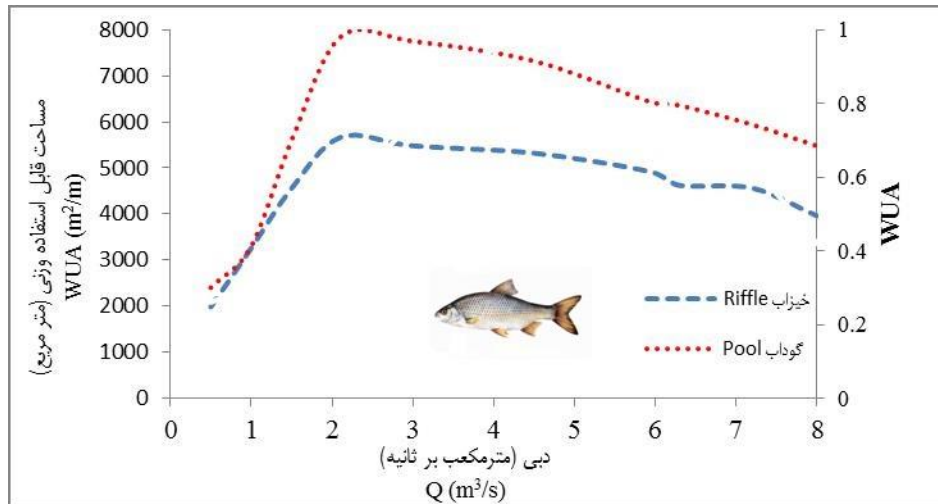 مساحت قابل استفاده وزنی (متر مربع)
WUA (m²/m)
8000
7000
6000
5000
4000
3000
2000
1000
0
1
0.8
0.6
0.4
0.2
0
WUA
خیزاب Riffle
گوداب Pool
0 1 2 3 4 5 6 7 8
دبی (مترمکعب بر ثانیه)
Q (m³/s)